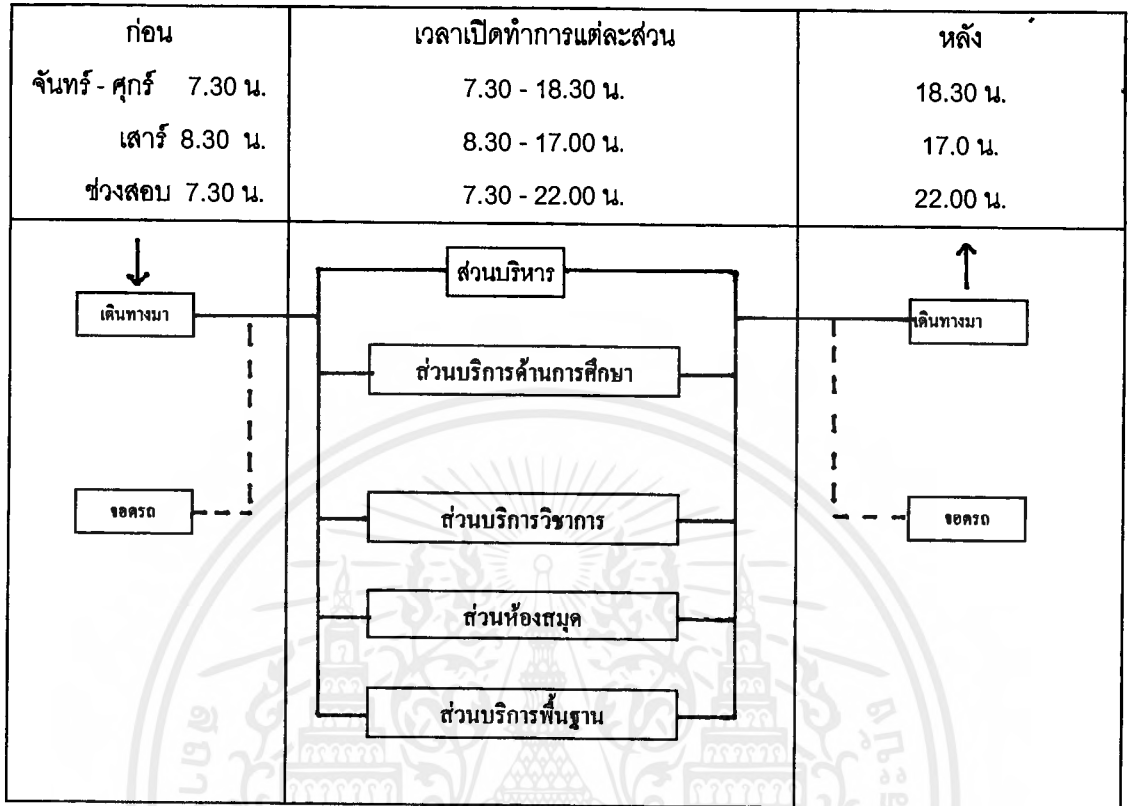 ก่อน เวลาเปิดทำการแต่ละส่วน หลัง
จันทร์ - ศุกร์ 7.30 น. 7.30 - 18.30 น. 18.30 น.
เสาร์ 8.30 น. 8.30 - 17.00 น. 17.0 น.
ช่วงสอบ 7.30 น. 7.30 - 22.00 น. 22.00 น.
ส่วนบริหาร
เดินทางมา เดินทางมา
ส่วนบริการด้านการศึกษา
จอดรถ ส่วนบริการวิชาการ จอดรถ
ส่วนห้องสมุด
ส่วนบริการพื้นฐาน